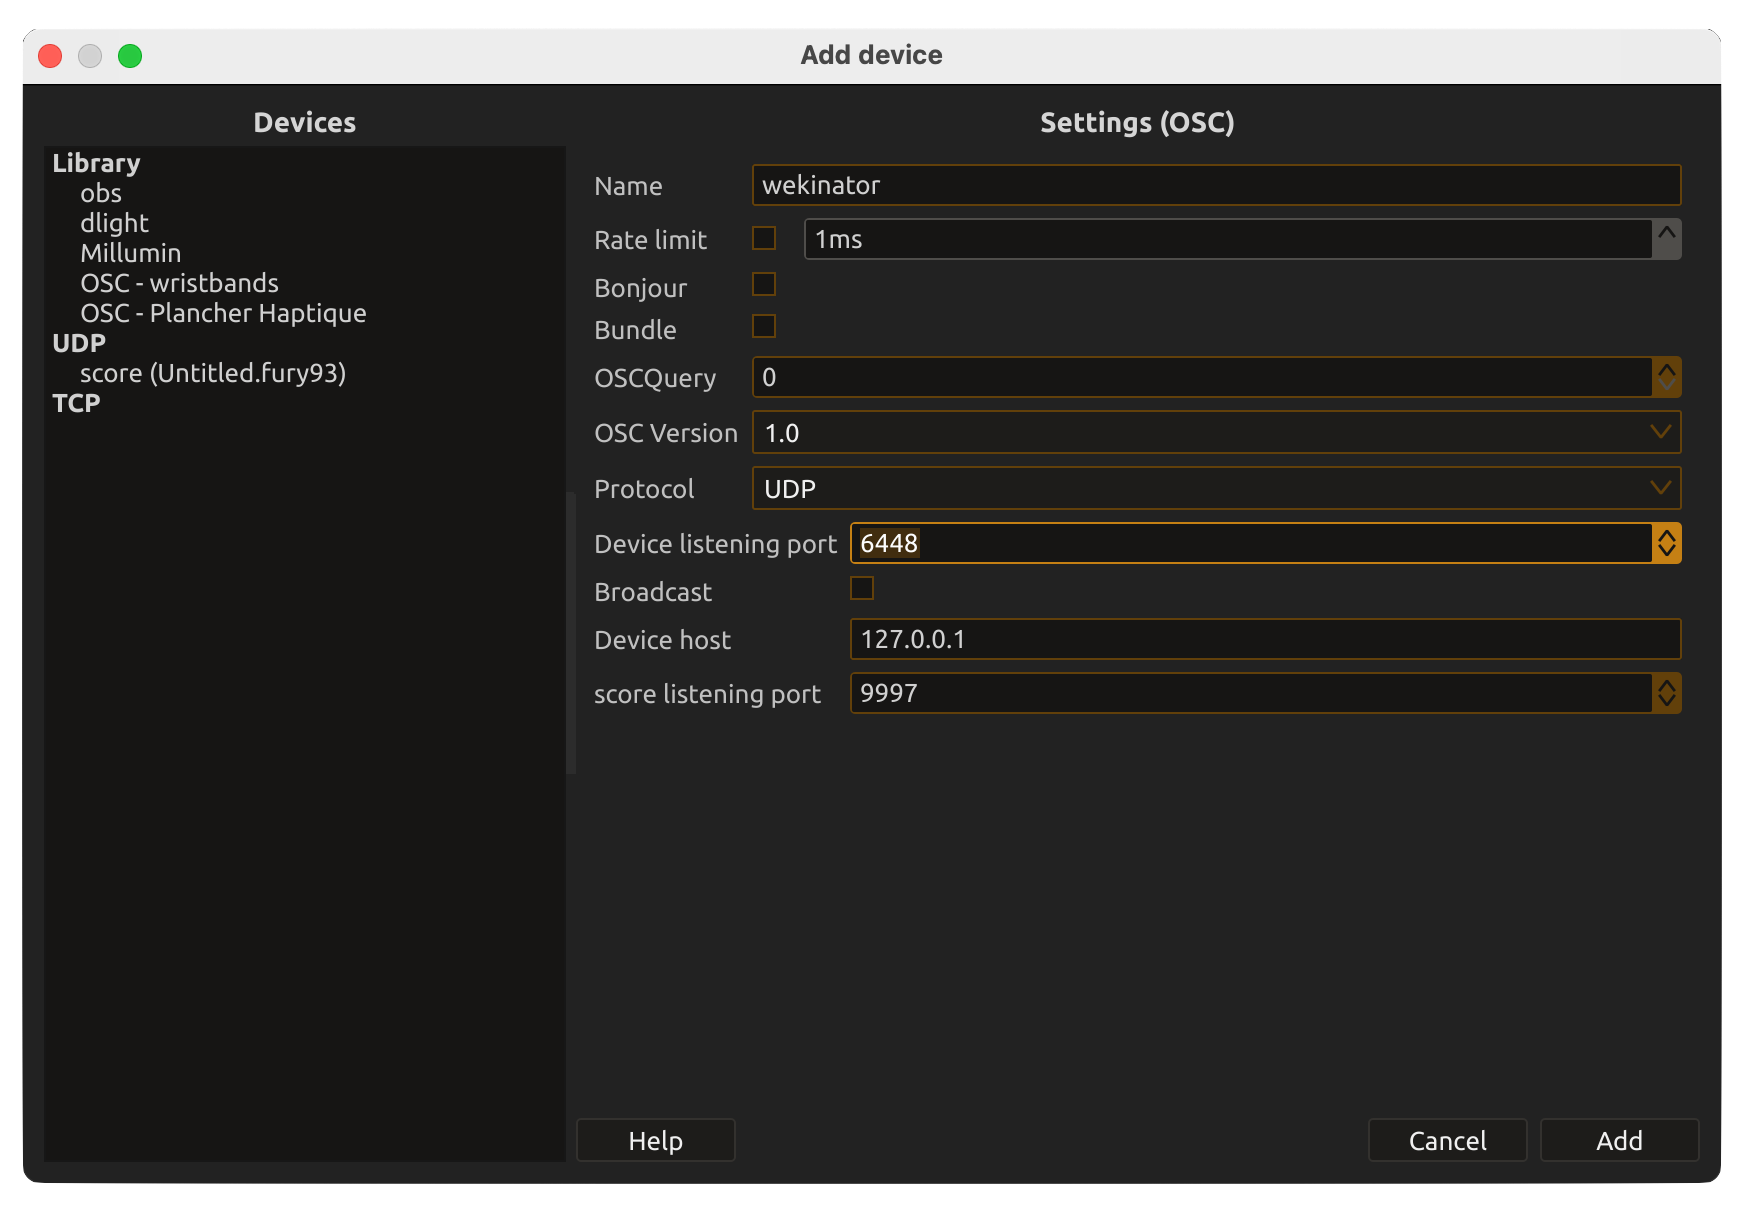 Add device
Devices
Library
obs
dlight
Millumin
OSC - wristbands
OSC - Plancher Haptique
UDP
score (Untitled.fury93)
TCP
Settings (OSC)
Name wekinator
Rate limit 1ms
Bonjour
Bundle
OSCQuery 0
OSC Version 1.0
Protocol UDP
Device listening port 6448
Broadcast
Device host 127.0.0.1
score listening port 9997
Help Cancel Add